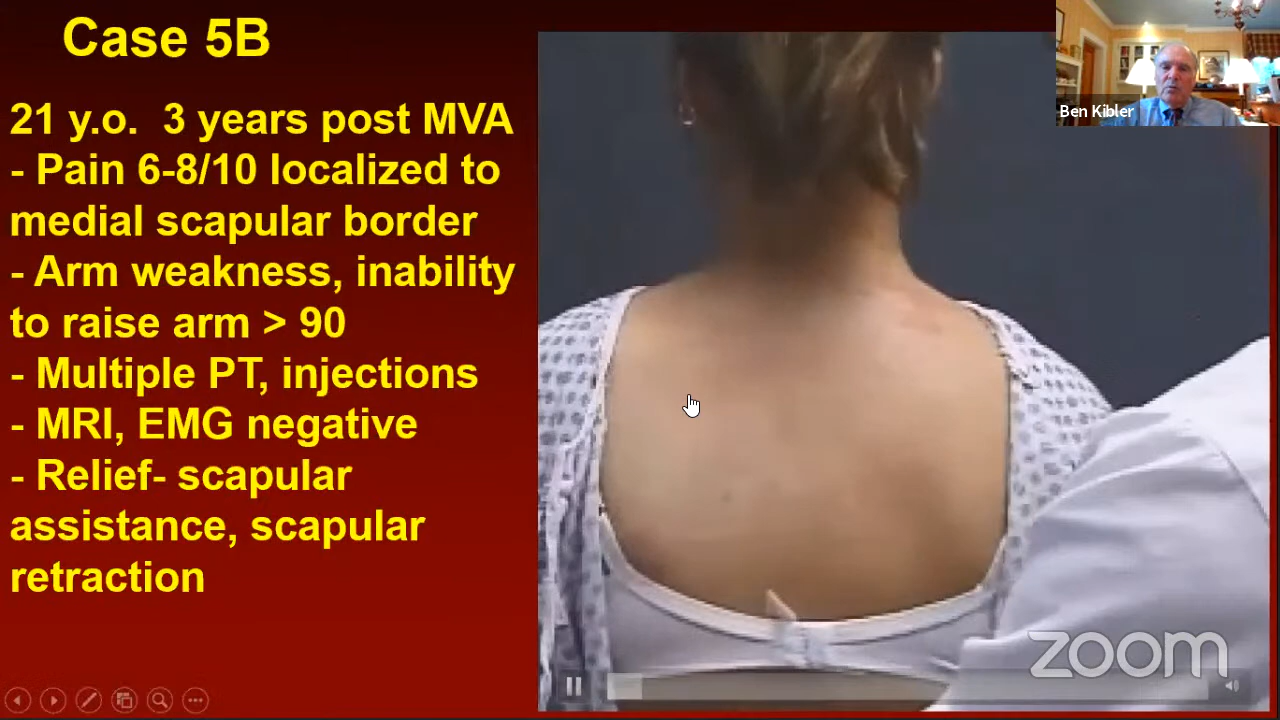 Case 5B
21 y.o.  3 years post MVA
- Pain 6-8/10 localized to
medial scapular border
- Arm weakness, inability
to raise arm > 90
- Multiple PT, injections
- MRI, EMG negative
- Relief- scapular
assistance, scapular
retraction
Ben Kibler
zoom